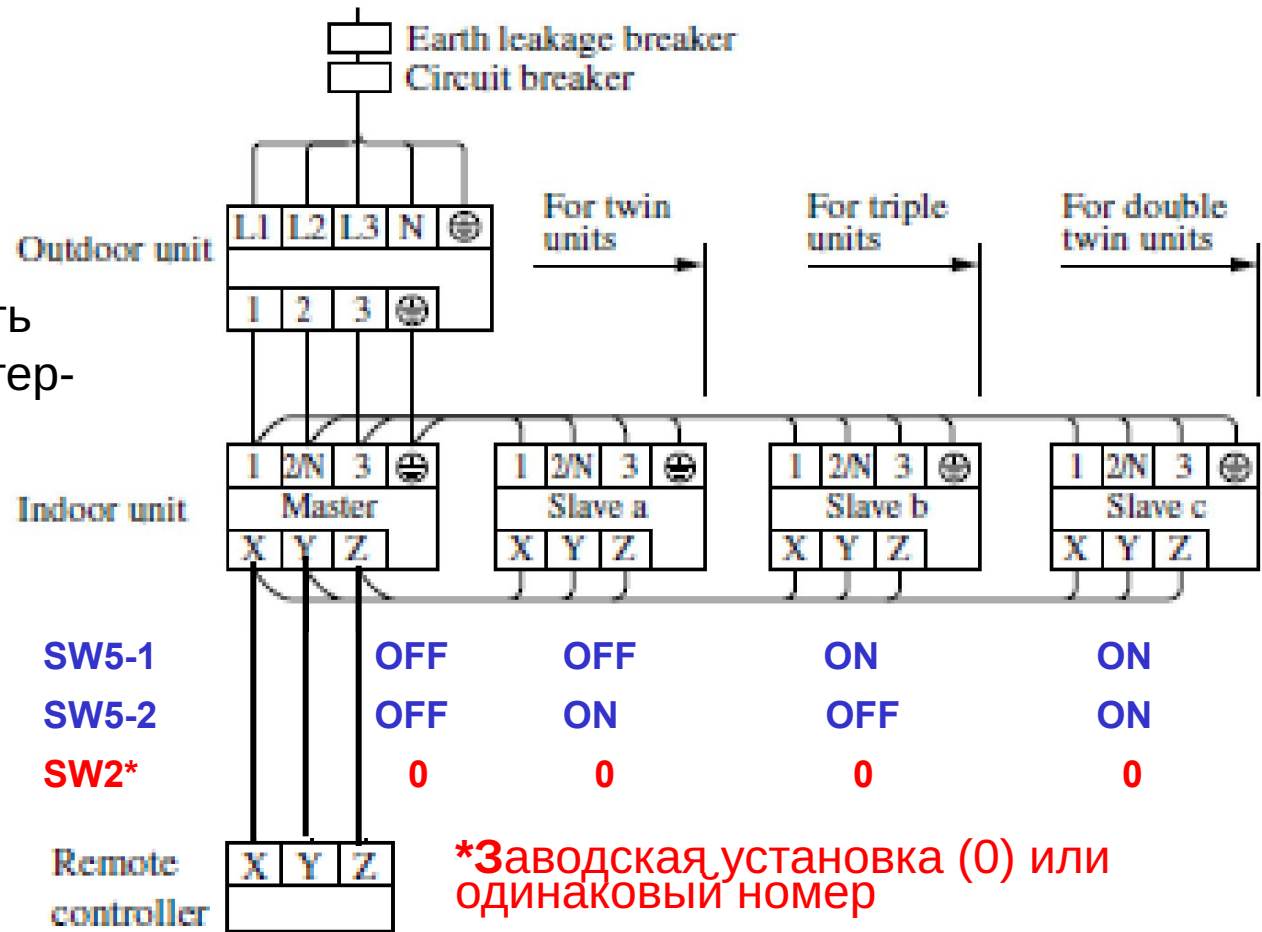 Earth leakage breaker
Circuit breaker
For twin units
For triple units
For double twin units
L1 L2 L3 N
Outdoor unit
1 2 3
ть
тер-
1 2/N 3 1 2/N 3 1 2/N 3 1 2/N 3
Indoor unit Master Slave a Slave b Slave c
X Y Z X Y Z X Y Z X Y Z
SW5-1 OFF OFF ON ON
SW5-2 OFF ON OFF ON
SW2* 0 0 0 0
Remote controller
X Y Z
*Заводская установка (0) или
одинаковый номер